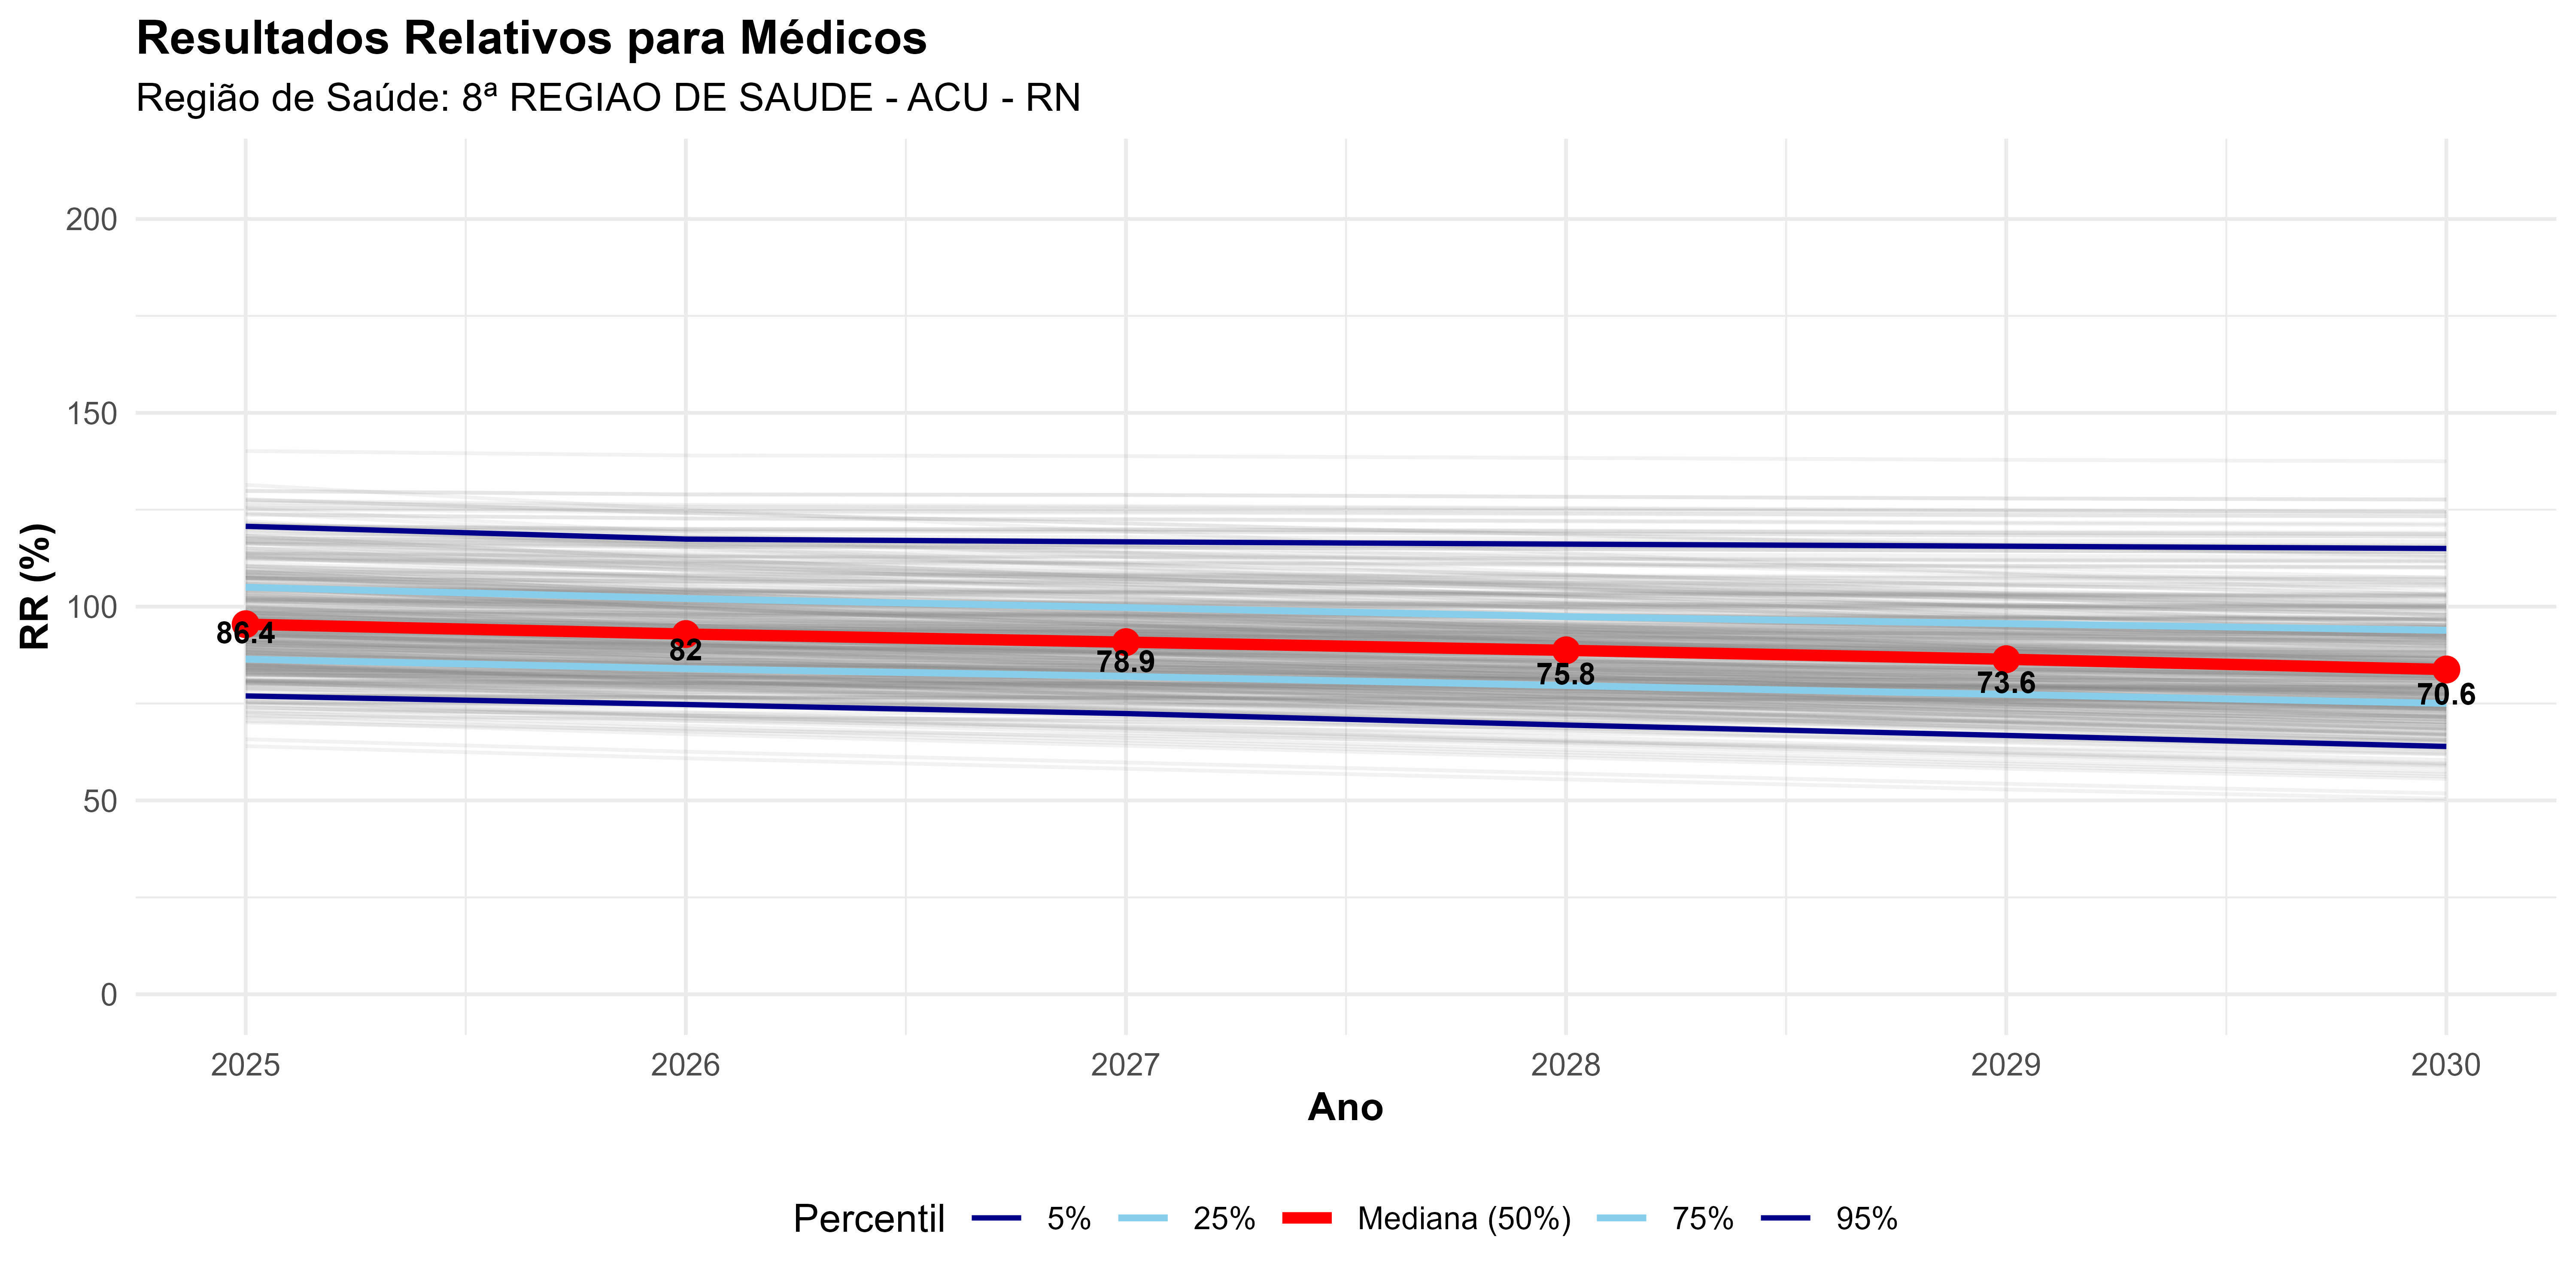 Resultados Relativos para Médicos
Região de Saúde: 8ª REGIAO DE SAUDE - ACU - RN
RR (%)
200
150
100
50
0
86.4
82
78.9
75.8
73.6
70.6
2025 2026 2027 2028 2029 2030
Ano
Percentil 5% 25% Mediana (50%) 75% 95%